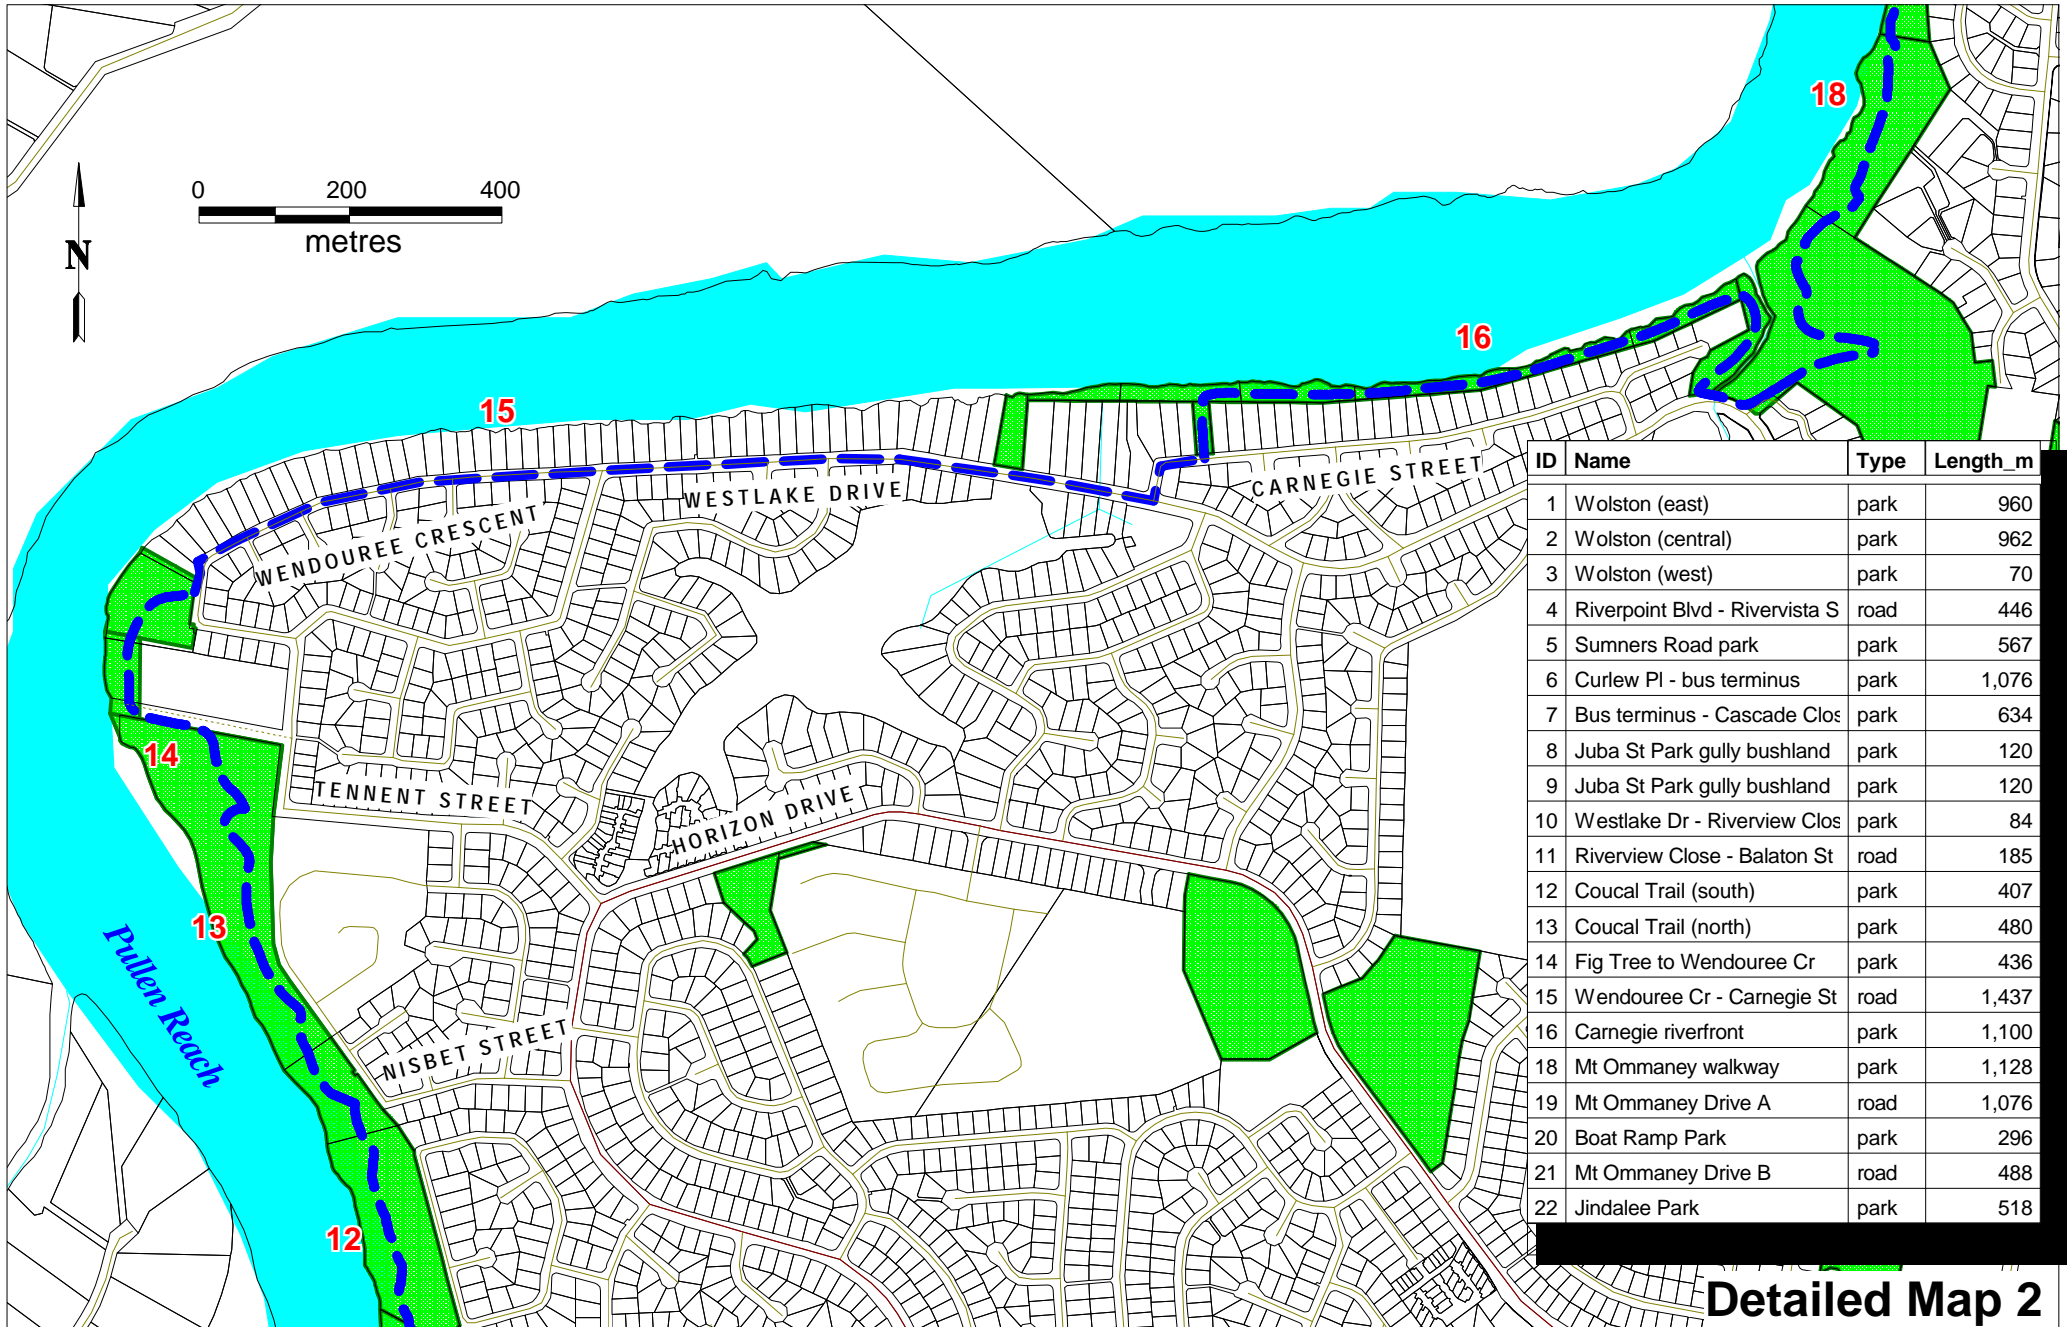 18
0 200 400
metres
N
16
15
WESTLAKE DRIVE
CARNEGIE STREET
WENDOUREE CRESCENT
14
TENNENT STREET
HORIZON DRIVE
13
Pullen Reach
NISBET STREET
12
ID Name Type Length_m
1 Wolston (east) park 960
2 Wolston (central) park 962
3 Wolston (west) park 70
4 Riverpoint Blvd - Rivervista S road 446
5 Sumners Road park park 567
6 Curlew Pl - bus terminus park 1,076
7 Bus terminus - Cascade Clos park 634
8 Juba St Park gully bushland park 120
9 Juba St Park gully bushland park 120
10 Westlake Dr - Riverview Clos park 84
11 Riverview Close - Balaton St road 185
12 Coucal Trail (south) park 407
13 Coucal Trail (north) park 480
14 Fig Tree to Wendouree Cr park 436
15 Wendouree Cr - Carnegie St road 1,437
16 Carnegie riverfront park 1,100
18 Mt Ommaney walkway park 1,128
19 Mt Ommaney Drive A road 1,076
20 Boat Ramp Park park 296
21 Mt Ommaney Drive B road 488
22 Jindalee Park park 518
Detailed Map 2